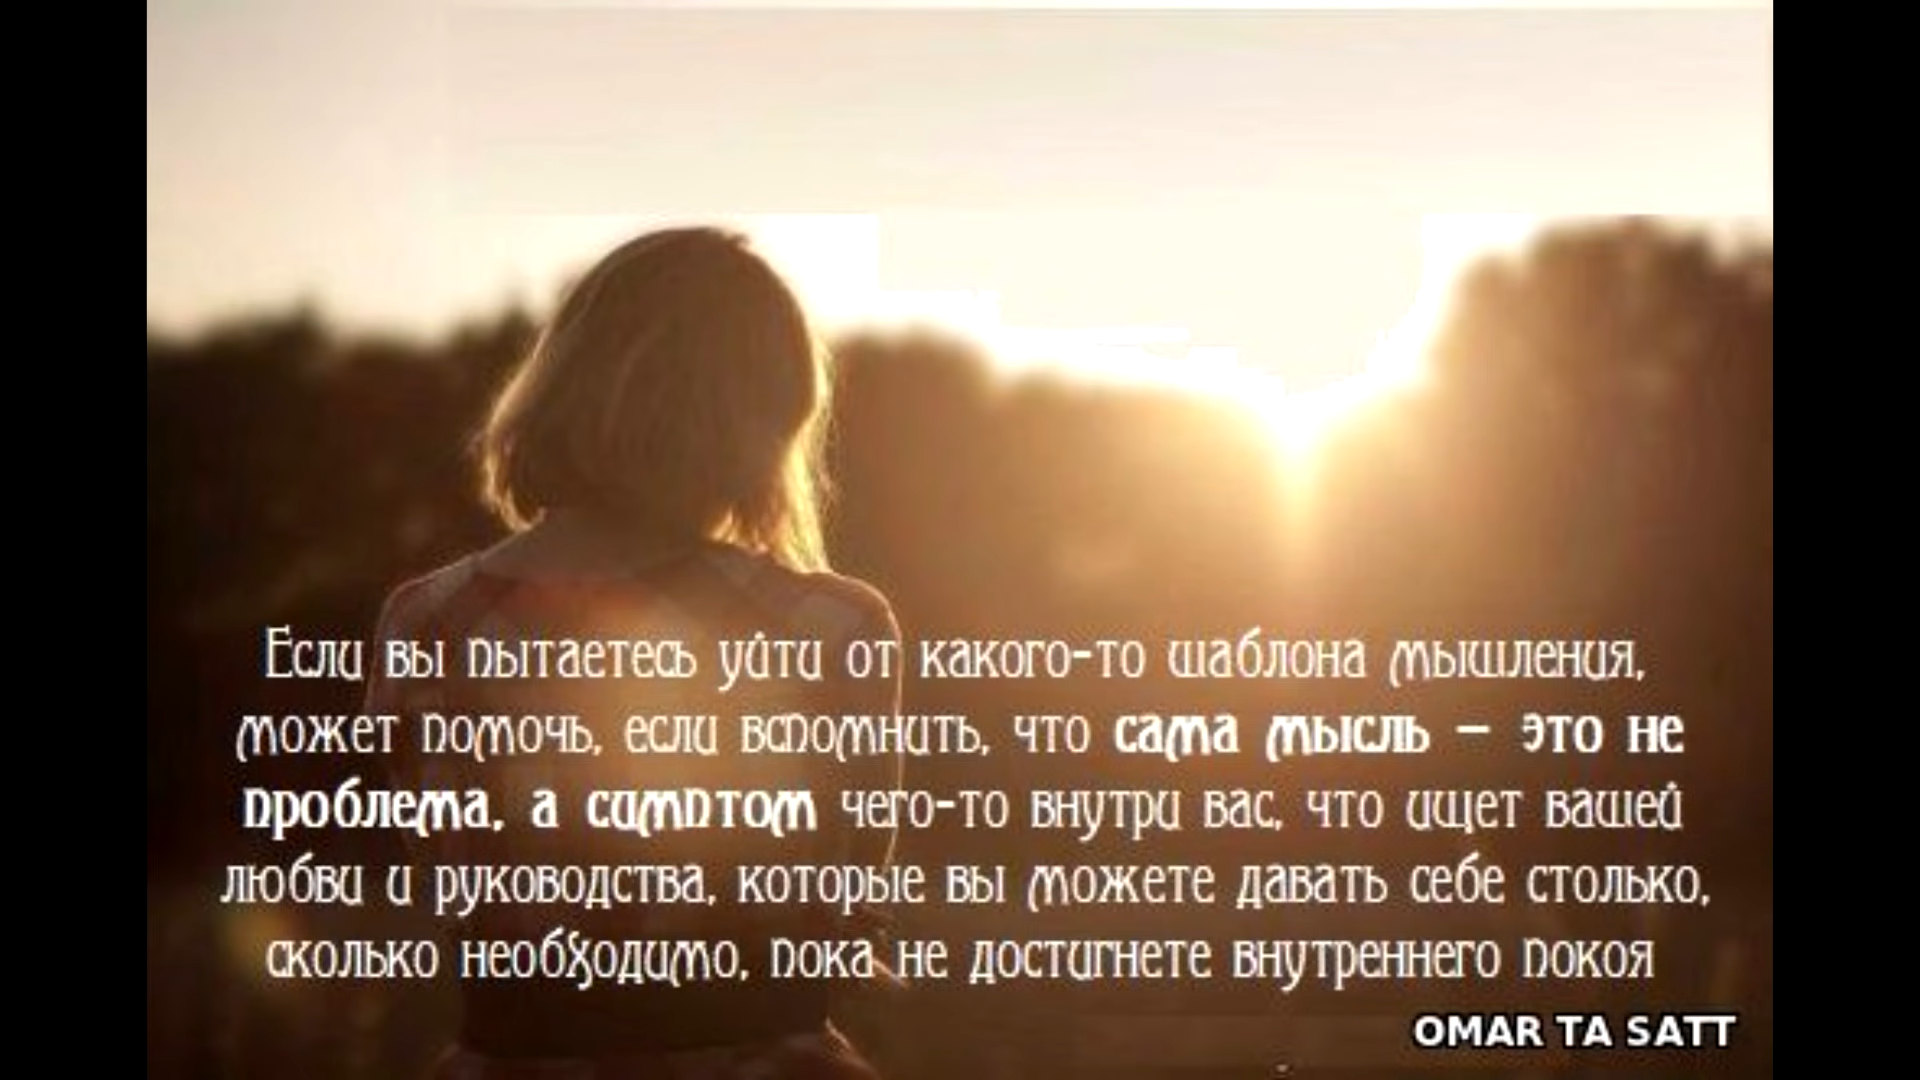 Если вы пытаетесь уйти от какого-то шаблона мышления,
может помочь, если вспомнить, что сама мысль – это не
проблема, а симптом чего-то внутри вас, что ищет вашей
любви и руководства, которые вы можете давать себе столько,
сколько необходимо, пока не достигнете внутреннего покоя
OMAR TA SATT